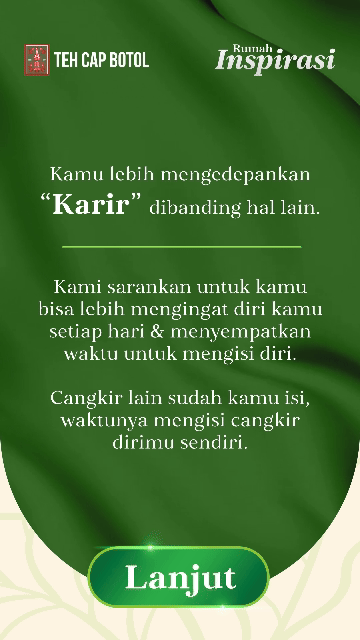 TEH CAP BOTOL
Rumah
Inspirasi
Kamu lebih mengedepankan
“Karir” dibanding hal lain.
Kami sarankan untuk kamu
bisa lebih mengingat diri kamu
setiap hari & menyempatkan
waktu untuk mengisi diri.
Cangkir lain sudah kamu isi,
waktunya mengisi cangkir
dirimu sendiri.
Lanjut